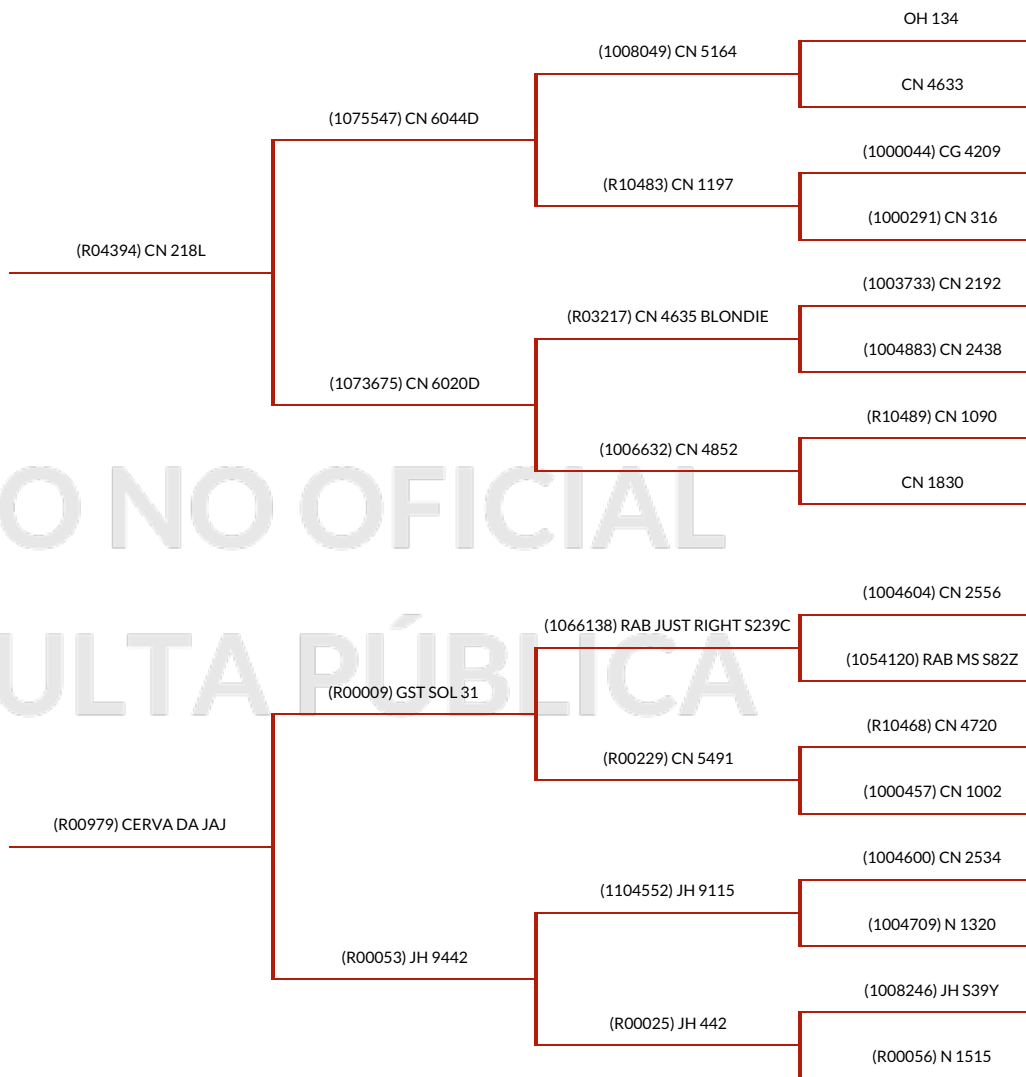 OH 134
(1008049) CN 5164
CN 4633
(1075547) CN 6044D
(1000044) CG 4209
(R10483) CN 1197
(1000291) CN 316
(R04394) CN 218L
(1003733) CN 2192
(R03217) CN 4635 BLONDIE
(1004883) CN 2438
(1073675) CN 6020D
(R10489) CN 1090
(1006632) CN 4852
CN 1830
O NO OFICIAL
(1004604) CN 2556
(1066138) RAB JUST RIGHT S239C
(1054120) RAB MS S82Z
ULTA PÚBLICA
(R00009) GST SOL 31
(R10468) CN 4720
(R00229) CN 5491
(1000457) CN 1002
(R00979) CERVA DA JAJ
(1004600) CN 2534
(1104552) JH 9115
(1004709) N 1320
(R00053) JH 9442
(1008246) JH S39Y
(R00025) JH 442
(R00056) N 1515